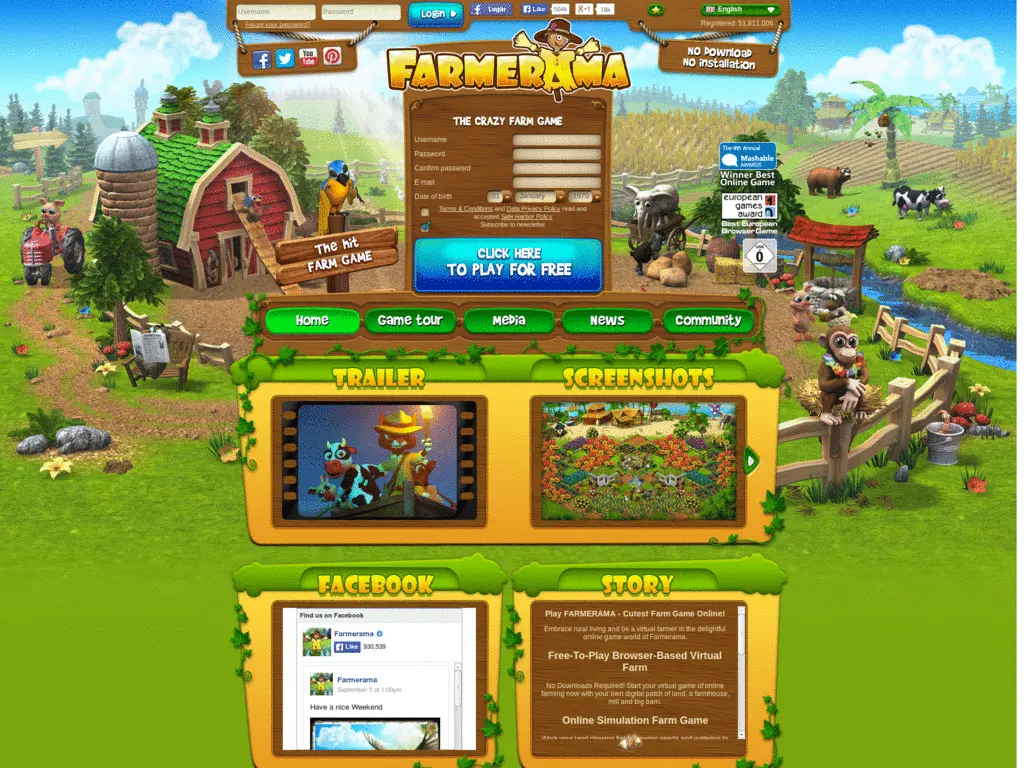 Username
Password
Login
Login
Like
584k
+1
18k
English
Forgot your password?
Registered: 51.811.006
You Tube
NO DOWNLOAD
NO INSTALLATION
FARMERAMA
THE CRAZY FARM GAME
Username
Password
Confirm password
E-mail
Date of birth
01
January
1970
Terms & Conditions and Data Privacy Policy read and
accepted Safe Harbor Policy
Subscribe to newsletter
CLICK HERE
TO PLAY FOR FREE
The hit
FARM GAME
The 4th Annual
Mashable
AWARDS
Winner Best
Online Game
european
games
award
Best European
Browser Game
0
Home
Game tour
Media
News
Community
TRAILER
SCREENSHOTS
FACEBOOK
STORY
Find us on Facebook
Farmerama
Like
930,539
Farmerama
September 5 at 1:00pm
Have a nice Weekend
Play FARMERAMA - Cutest Farm Game Online!
Embrace rural living and be a virtual farmer in the delightful
online game world of Farmerama.
Free-To-Play Browser-Based Virtual
Farm
No Downloads Required! Start your virtual game of online
farming now with your own digital patch of land, a farmhouse,
mill and big barn.
Online Simulation Farm Game